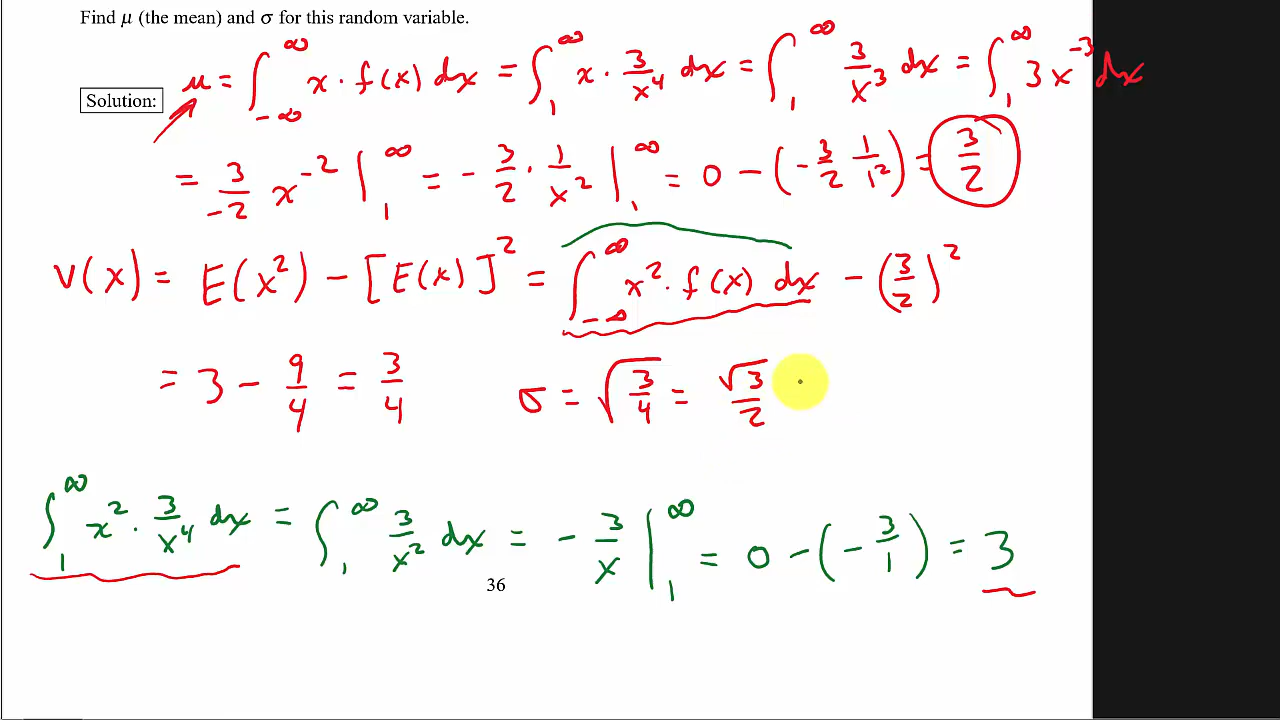 Find μ (the mean) and σ for this random variable.
Solution:
μ = ∫_{-∞}^{∞} x · f(x) dx = ∫_1^∞ x · 3/x⁴ dx = ∫_1^∞ 3/x³ dx = ∫_1^∞ 3x⁻³ dx
= 3/-2 x⁻² |_1^∞ = - 3/2 · 1/x² |_1^∞ = 0 - (- 3/2 1/1²) = 3/2
V(X) = E(X²) - [E(X)]² = ∫_{-∞}^{∞} x² · f(x) dx - (3/2)²
= 3 - 9/4 = 3/4 σ = √(3/4) = √3/2
∫_1^∞ x² · 3/x⁴ dx = ∫_1^∞ 3/x² dx = - 3/x |_1^∞ = 0 - (- 3/1) = 3
36